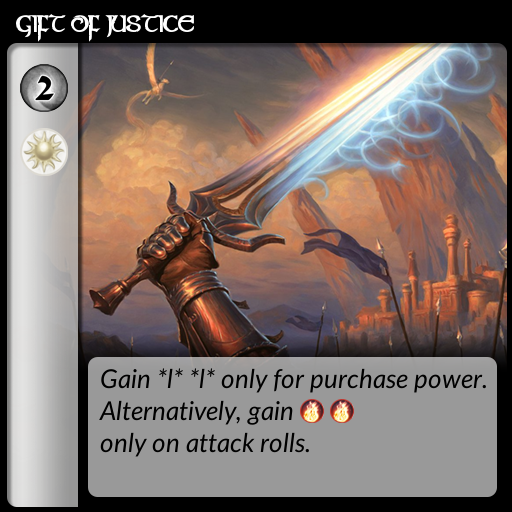 GIFT OF JUSTICE
2
Gain *l* *l* only for purchase power.
Alternatively, gain
only on attack rolls.